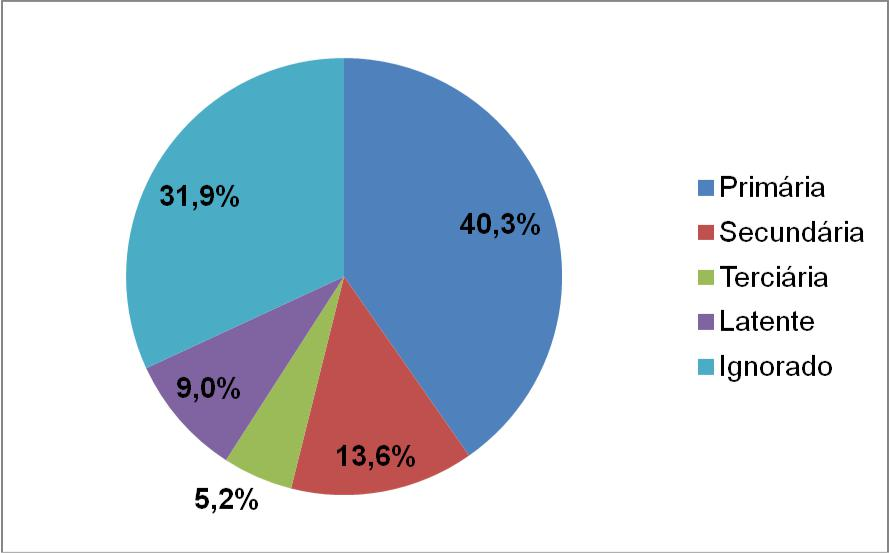 31,9%
40,3%
9,0%
13,6%
5,2%
Primária
Secundária
Terciária
Latente
Ignorado